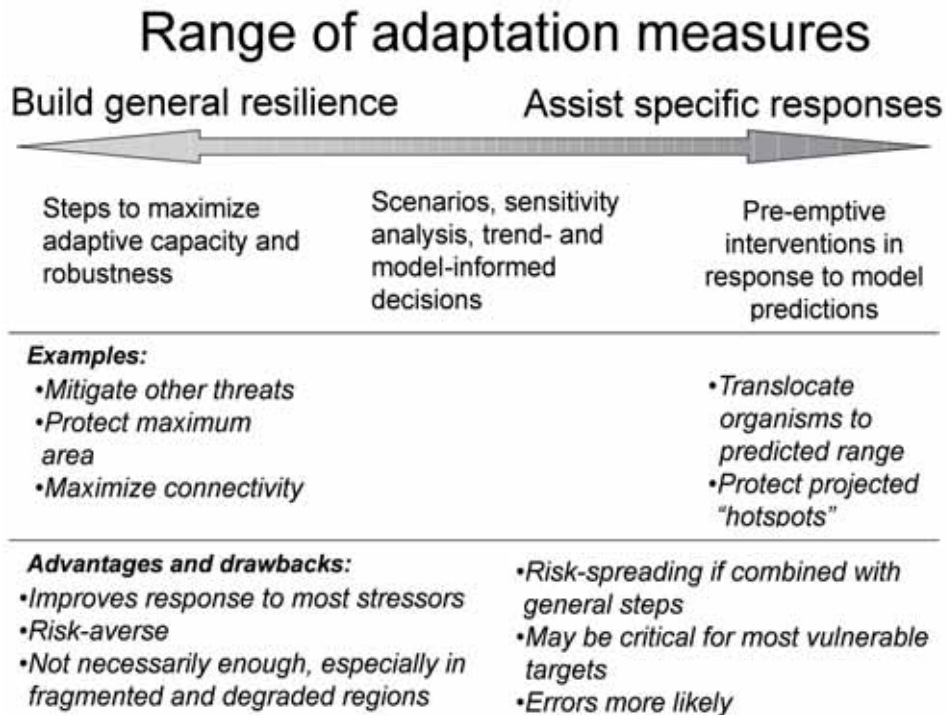 Range of adaptation measures
Build general resilience
Assist specific responses
Steps to maximize
adaptive capacity and
robustness
Scenarios, sensitivity
analysis, trend- and
model-informed
decisions
Pre-emptive
interventions in
response to model
predictions
Examples:
•Mitigate other threats
•Protect maximum
area
•Maximize connectivity
•Translocate
organisms to
predicted range
•Protect projected
“hotspots”
Advantages and drawbacks:
•Improves response to most stressors
•Risk-averse
•Not necessarily enough, especially in
fragmented and degraded regions
•Risk-spreading if combined with
general steps
•May be critical for most vulnerable
targets
•Errors more likely